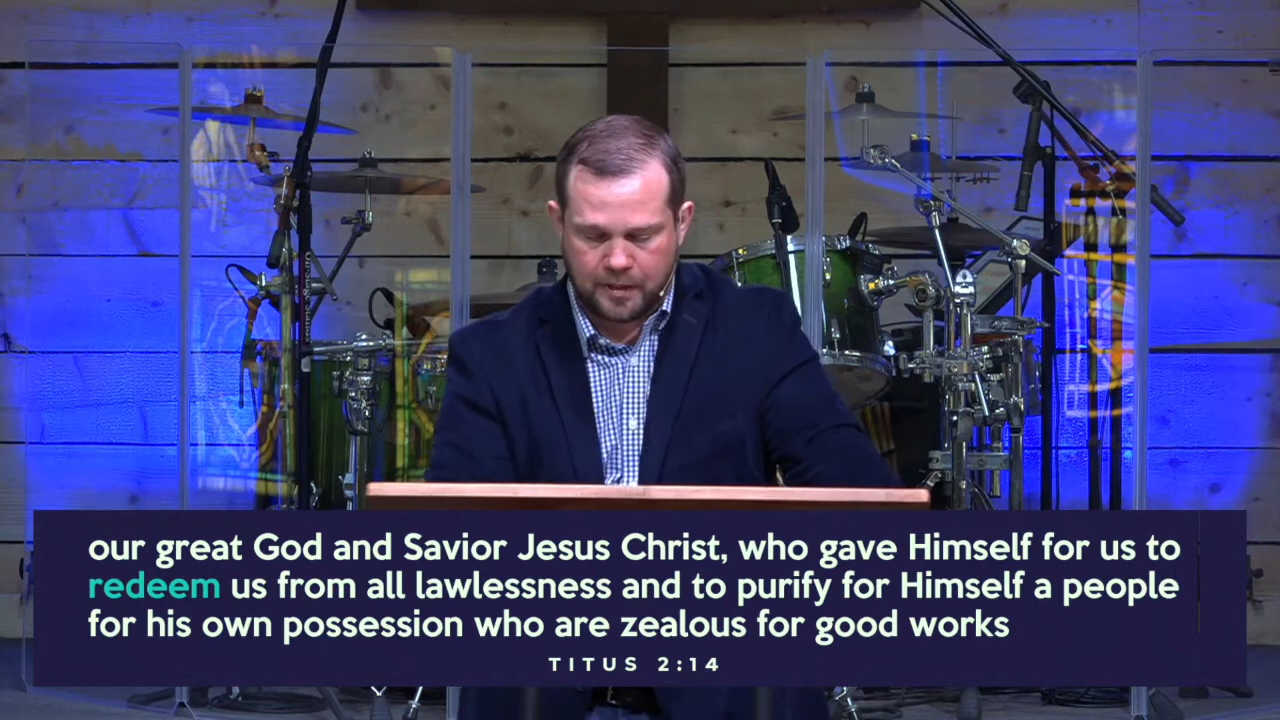 our great God and Savior Jesus Christ, who gave Himself for us to
redeem us from all lawlessness and to purify for Himself a people
for his own possession who are zealous for good works
TITUS 2:14